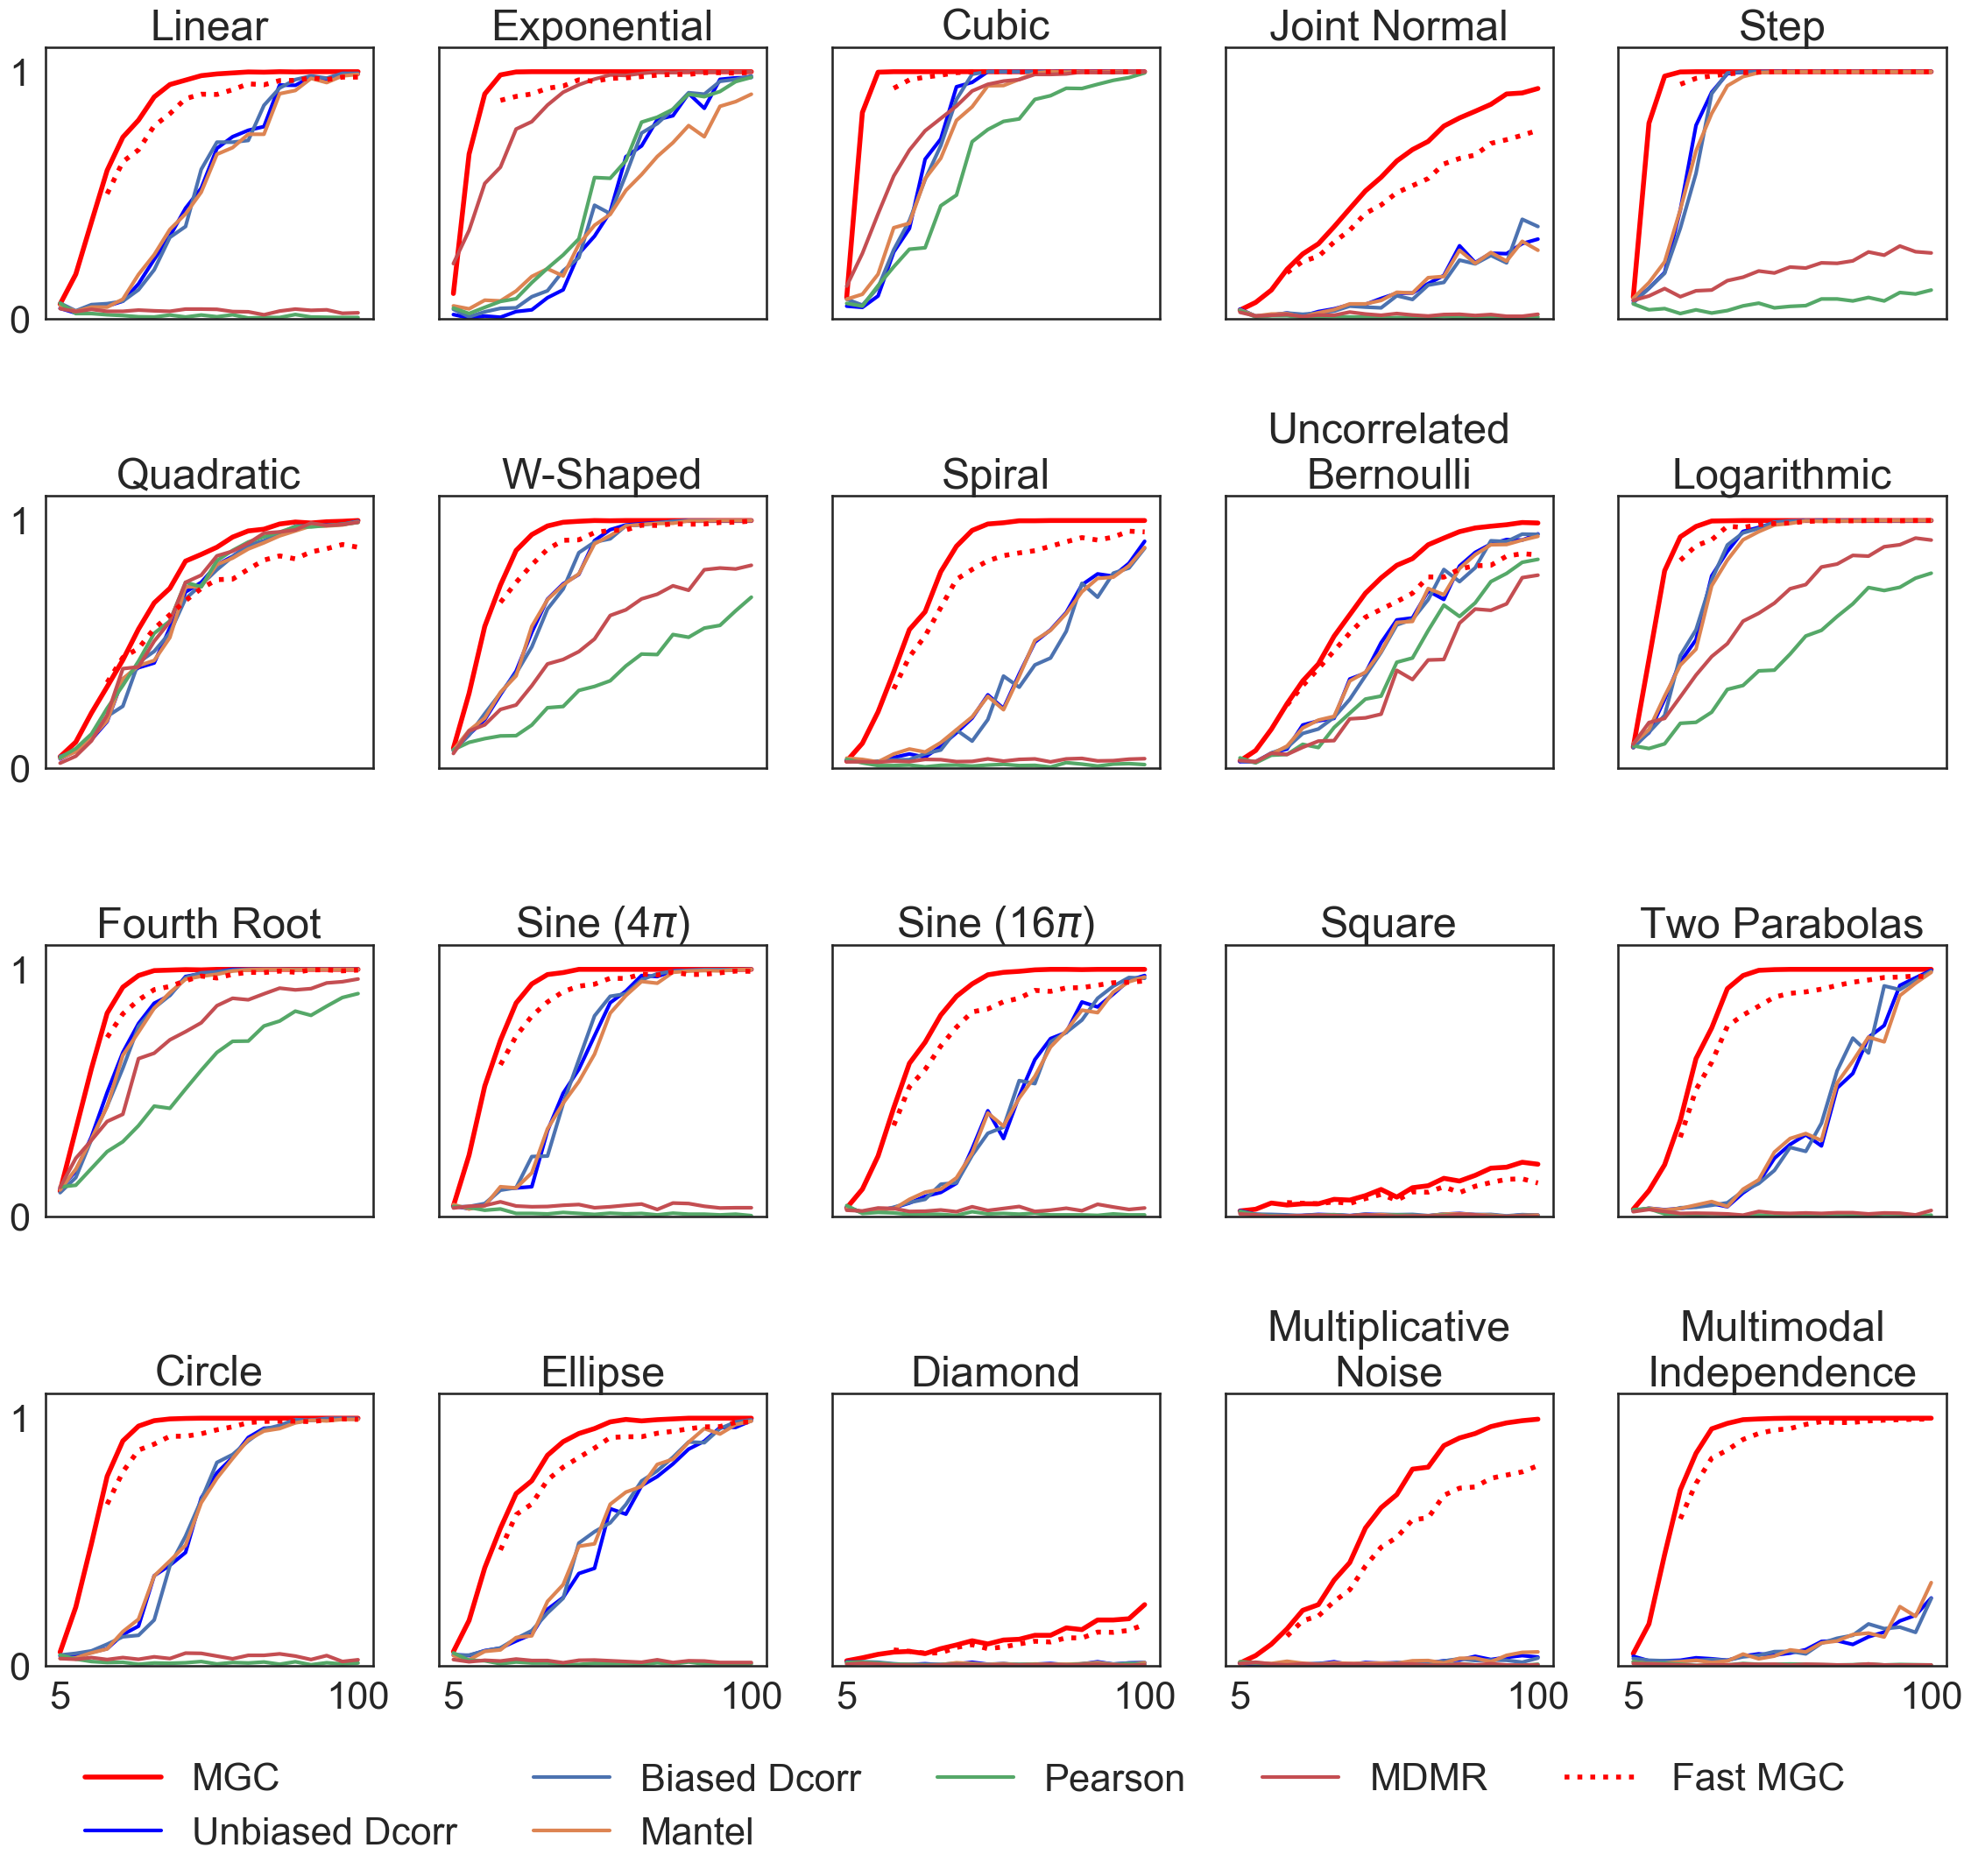 Linear Exponential Cubic Joint Normal Step
1
0
Uncorrelated
Quadratic W-Shaped Spiral Bernoulli Logarithmic
1
0
Fourth Root Sine (4π) Sine (16π) Square Two Parabolas
1
0
Multiplicative Multimodal
Circle Ellipse Diamond Noise Independence
1
0
5 100 5 100 5 100 5 100 5 100
MGC Biased Dcorr Pearson MDMR Fast MGC
Unbiased Dcorr Mantel